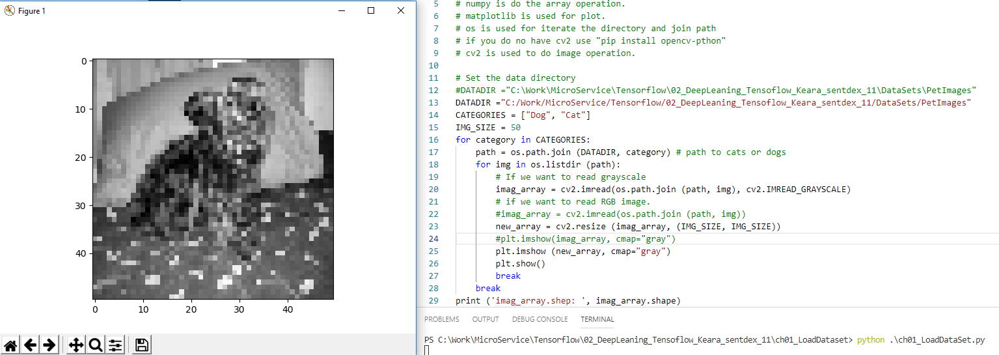 Figure 1
0
10
20
30
40
0 10 20 30 40
5 # numpy is do the array operation.
6 # matplotlib is used for plot.
7 # os is used for iterate the directory and join path
8 # if you do no have cv2 use "pip install opencv-pthon"
9 # cv2 is used to do image operation.
10
11 # Set the data directory
12 #DATADIR ="C:\Work\MicroService\Tensorflow\02_DeepLeaning_Tensoflow_Keara_sentdex_11\DataSets\PetImages"
13 DATADIR ="C:/Work/MicroService/Tensorflow/02_DeepLeaning_Tensoflow_Keara_sentdex_11/DataSets/PetImages"
14 CATEGORIES = ["Dog", "Cat"]
15 IMG_SIZE = 50
16 for category in CATEGORIES:
17     path = os.path.join (DATADIR, category) # path to cats or dogs
18     for img in os.listdir (path):
19         # If we want to read grayscale
20         imag_array = cv2.imread(os.path.join (path, img), cv2.IMREAD_GRAYSCALE)
21         # if we want to read RGB image.
22         #imag_array = cv2.imread(os.path.join (path, img))
23         new_array = cv2.resize (imag_array, (IMG_SIZE, IMG_SIZE))
24         #plt.imshow(imag_array, cmap="gray")
25         plt.imshow (new_array, cmap="gray")
26         plt.show()
27         break
28     break
29 print ('imag_array.shep: ', imag_array.shape)
PROBLEMS OUTPUT DEBUG CONSOLE TERMINAL
PS C:\Work\MicroService\Tensorflow\02_DeepLeaning_Tensoflow_Keara_sentdex_11\ch01_LoadDataset> python .\ch01_LoadDataSet.py